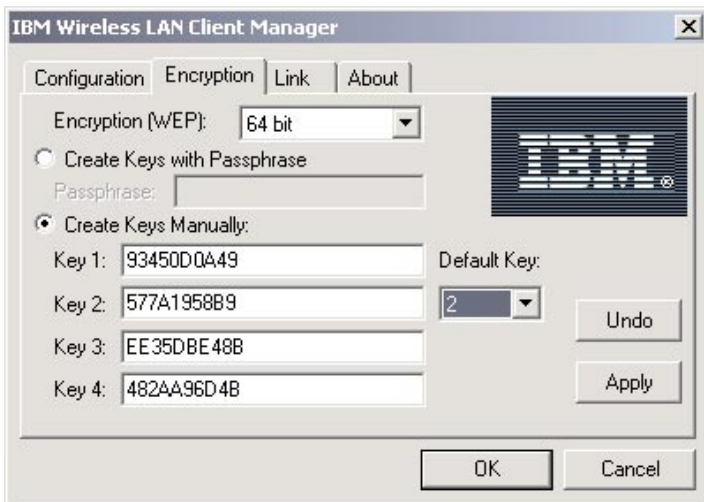 IBM Wireless LAN Client Manager
Configuration Encryption Link About
Encryption (WEP): 64 bit
IBM®
Create Keys with Passphrase
Passphrase:
Create Keys Manually:
Key 1: 93450D0A49 Default Key:
Key 2: 577A1958B9 2
Undo
Key 3: EE35DBE48B
Key 4: 482AA96D4B Apply
OK Cancel